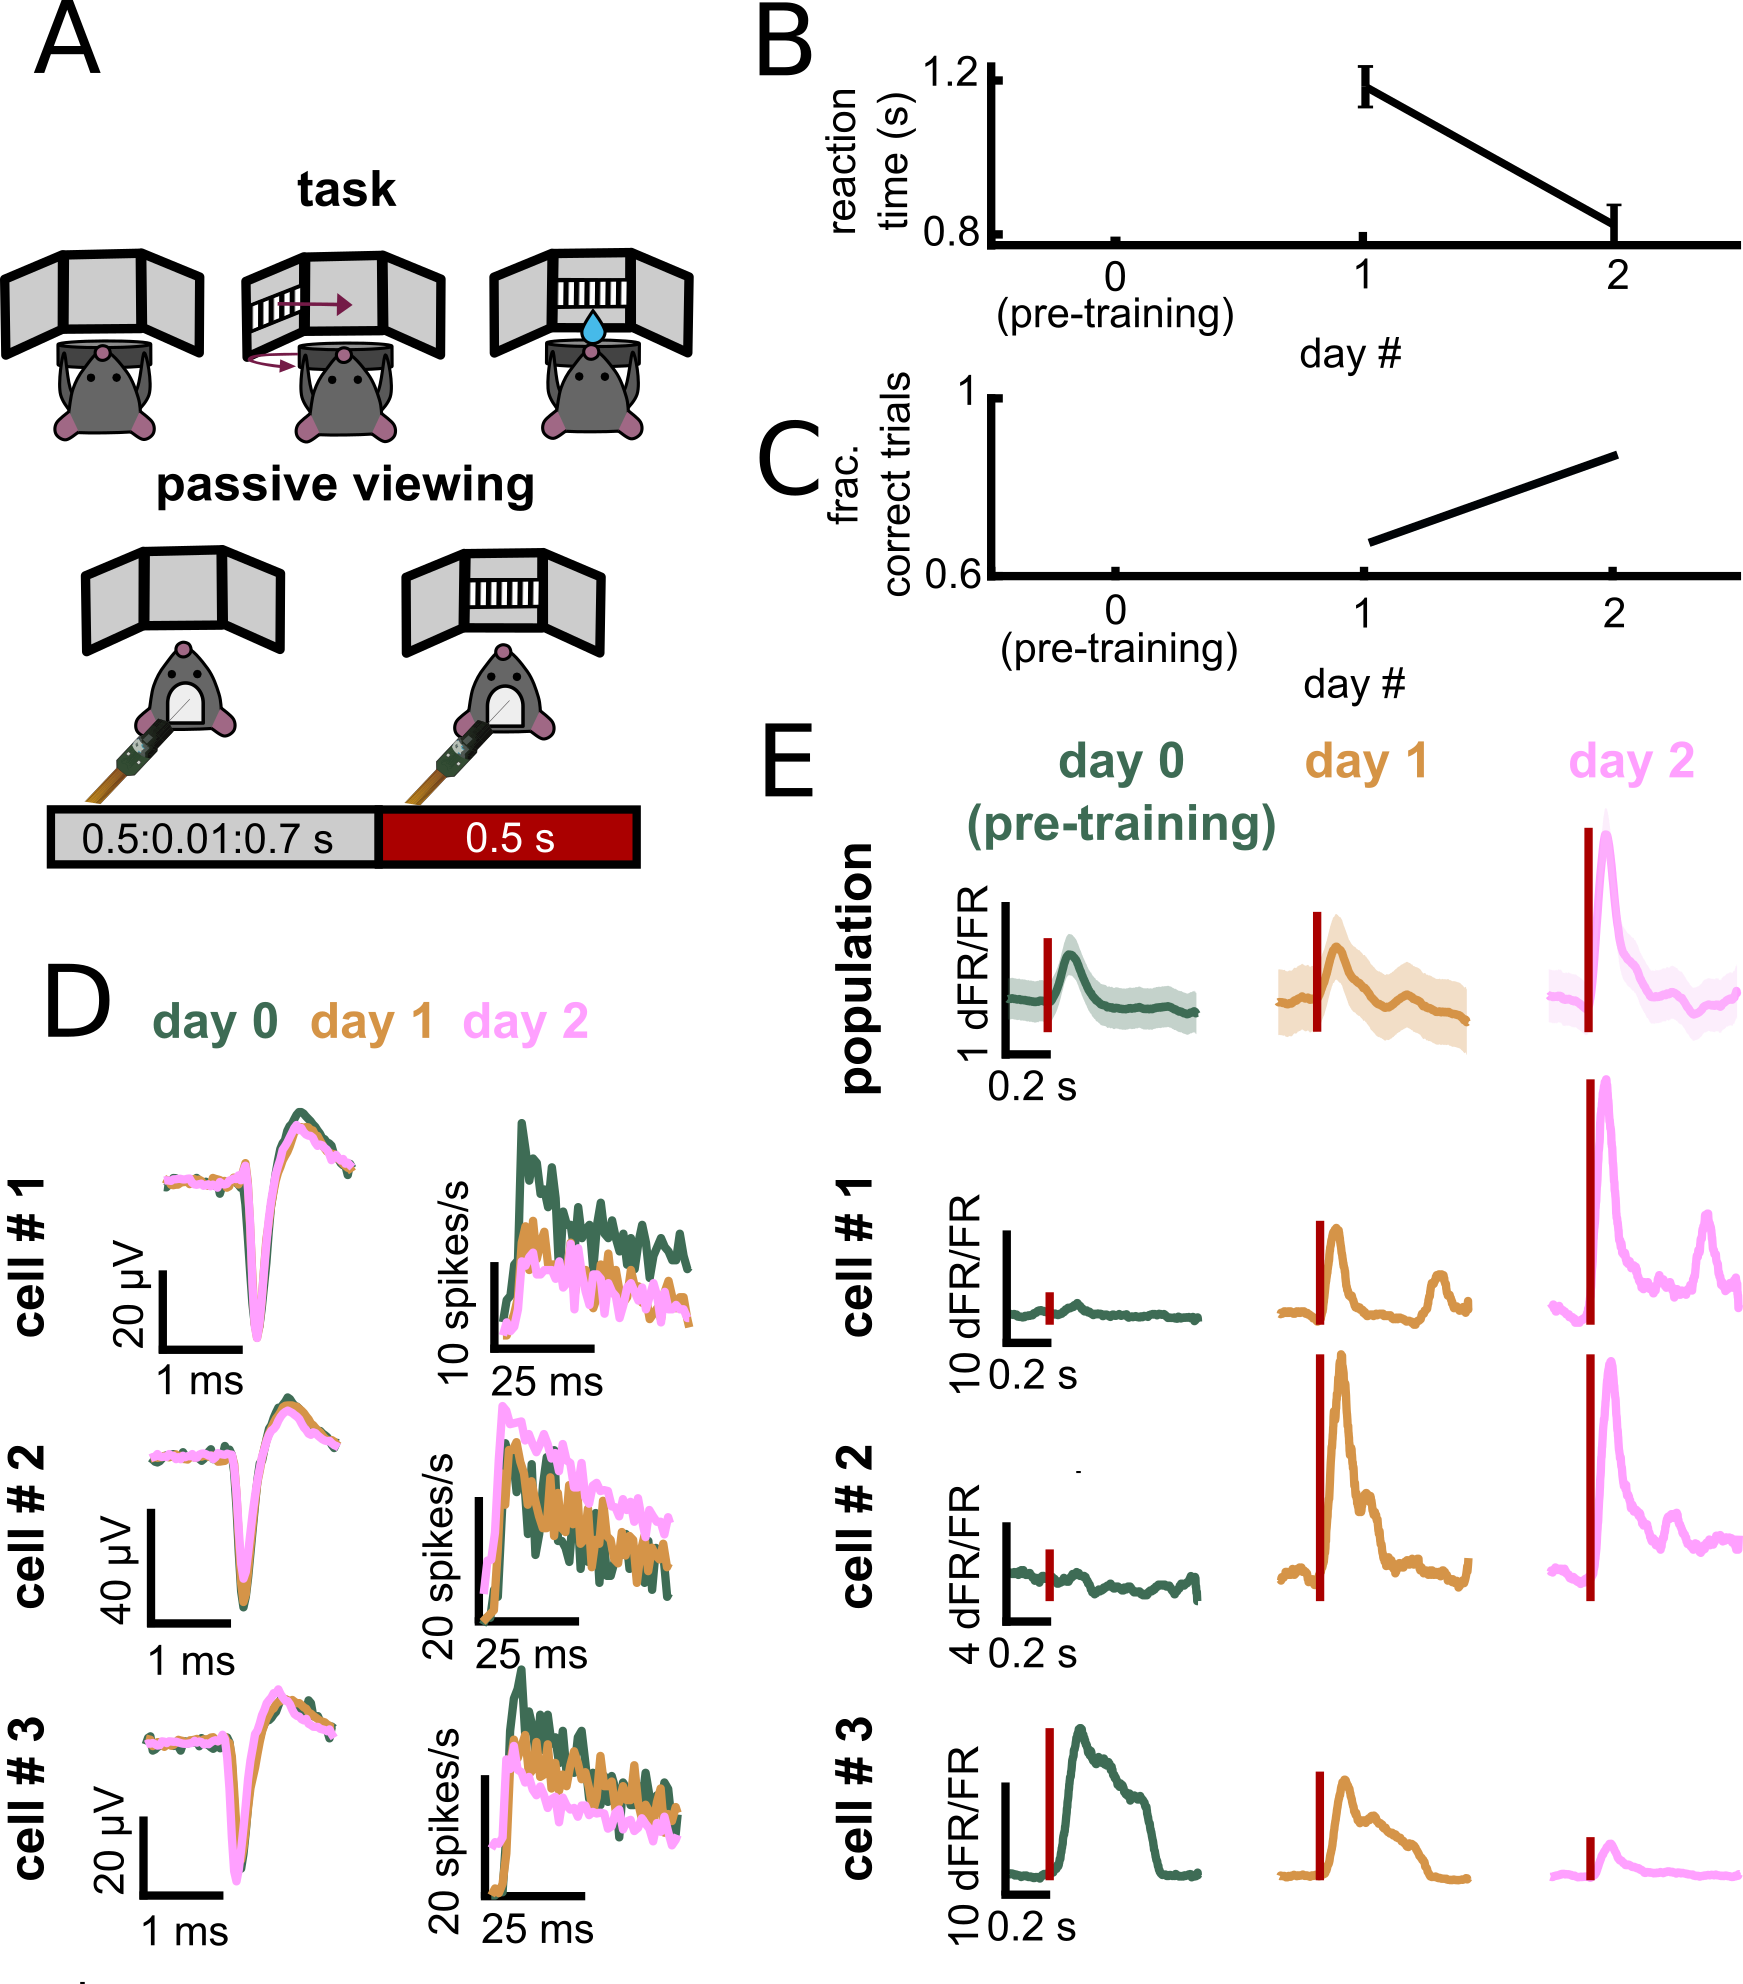 A
task
passive viewing
0.5:0.01:0.7 s
0.5 s
B
reaction
time (s)
1.2
0.8
0
(pre-training)
1
2
day #
C
frac.
correct trials
1
0.6
0
(pre-training)
1
2
day #
D
day 0
day 1
day 2
cell # 1
20 µV
1 ms
10 spikes/s
25 ms
cell # 2
40 µV
1 ms
20 spikes/s
25 ms
cell # 3
20 µV
1 ms
20 spikes/s
25 ms
E
day 0
(pre-training)
day 1
day 2
population
1 dFR/FR
0.2 s
cell # 1
10 dFR/FR
0.2 s
cell # 2
4 dFR/FR
0.2 s
cell # 3
10 dFR/FR
0.2 s